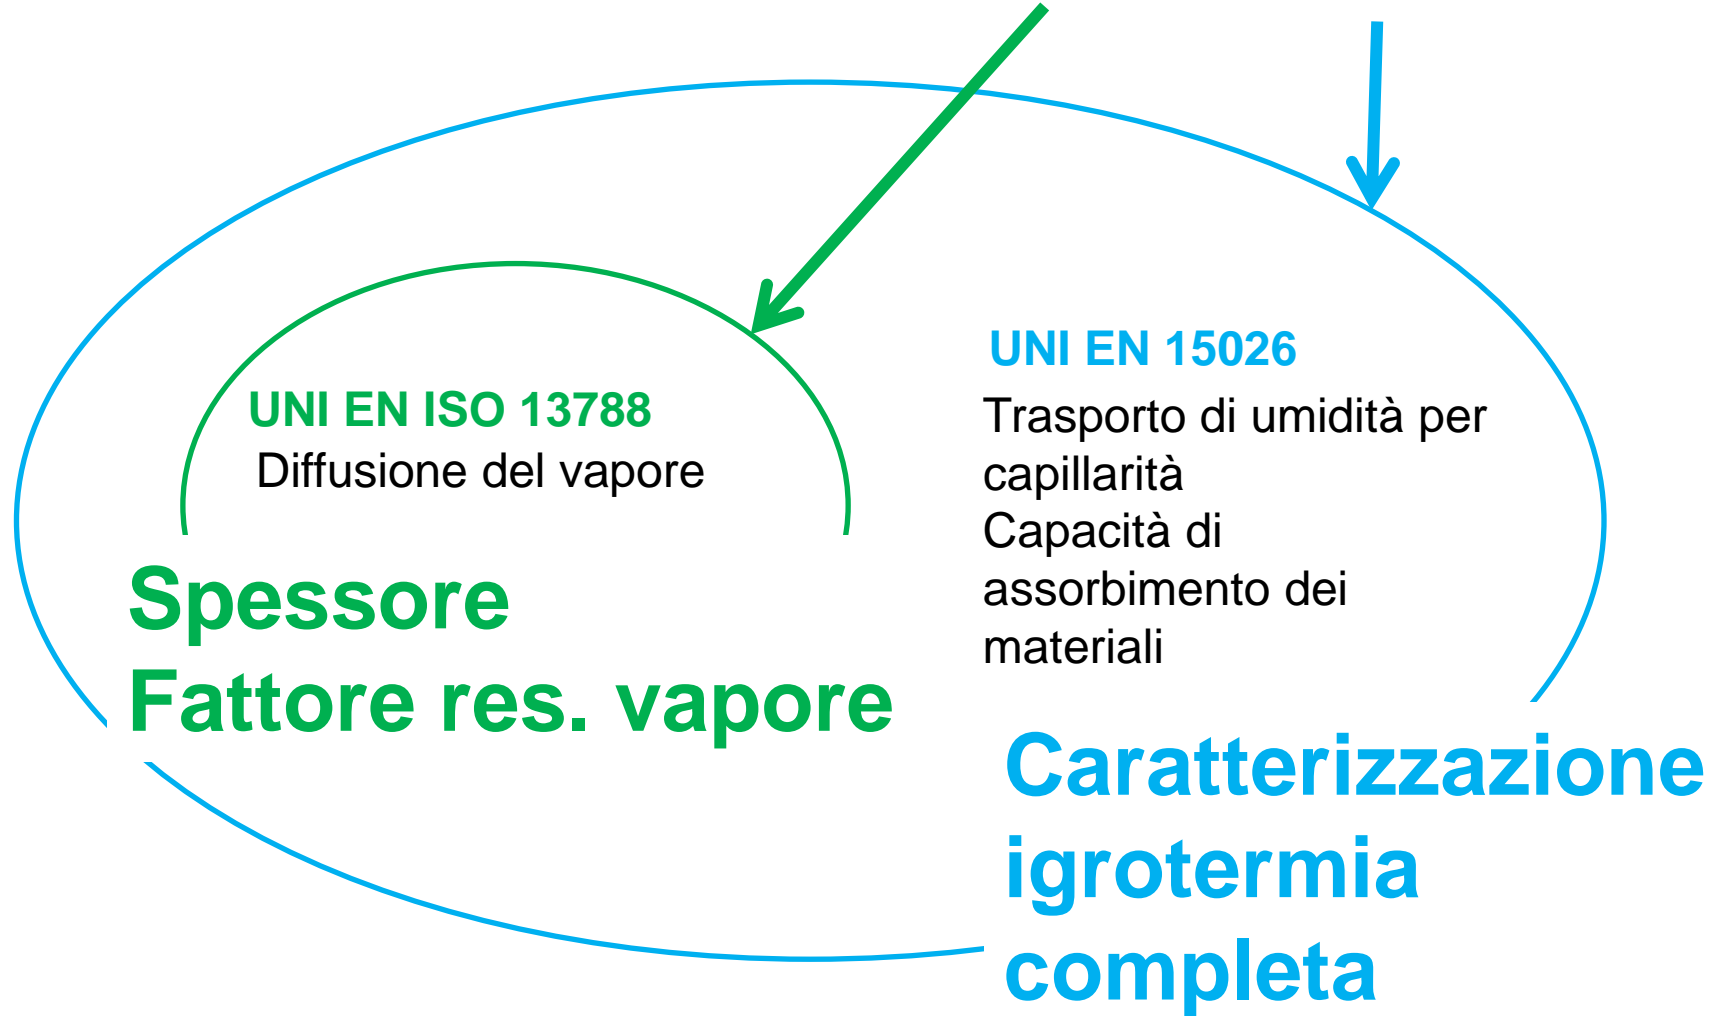 UNI EN ISO 13788
Diffusione del vapore
Spessore
Fattore res. vapore
UNI EN 15026
Trasporto di umidità per
capillarità
Capacità di
assorbimento dei
materiali
Caratterizzazione
igrotermia
completa